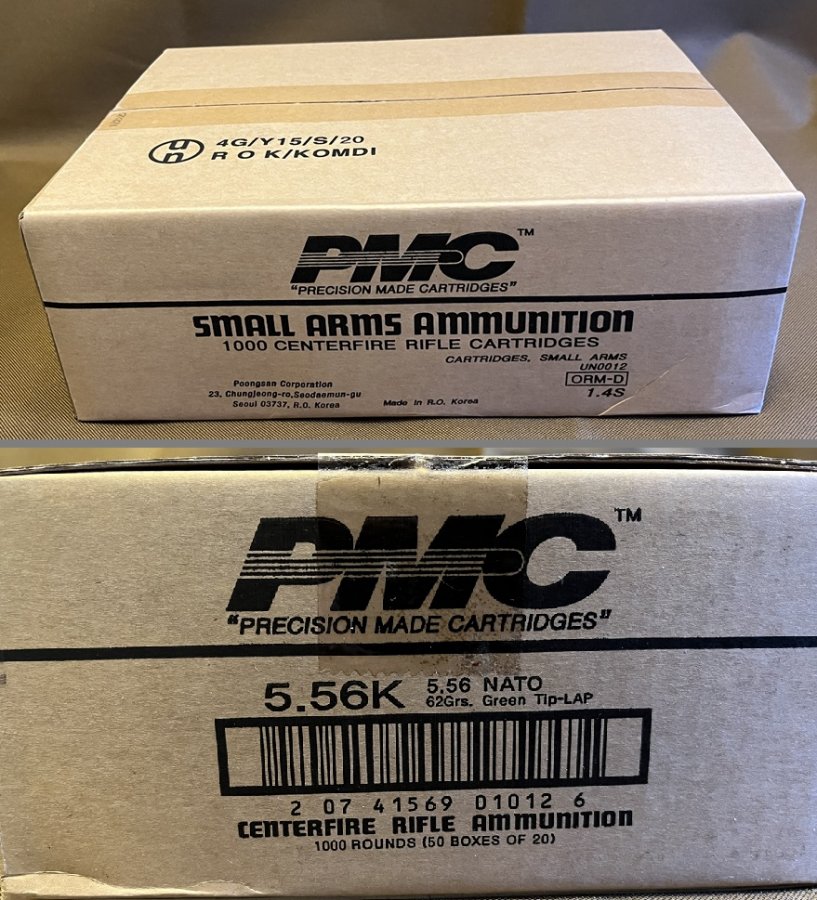 un
4G/Y15/S/20
R O K/KOMDI
PMC™
"PRECISION MADE CARTRIDGES"
SMALL ARMS AMMUNITION
1000 CENTERFIRE RIFLE CARTRIDGES
CARTRIDGES, SMALL ARMS
UN0012
ORM-D
1.4S
Poongsan Corporation
23, Chungjeong-ro,Seodaemun-gu
Seoul 03737, R.O. Korea
Made in R.O. Korea
PMC™
"PRECISION MADE CARTRIDGES"
5.56K
5.56 NATO
62Grs. Green Tip-LAP
2 07 41569 01012 6
CENTERFIRE RIFLE AMMUNITION
1000 ROUNDS (50 BOXES OF 20)